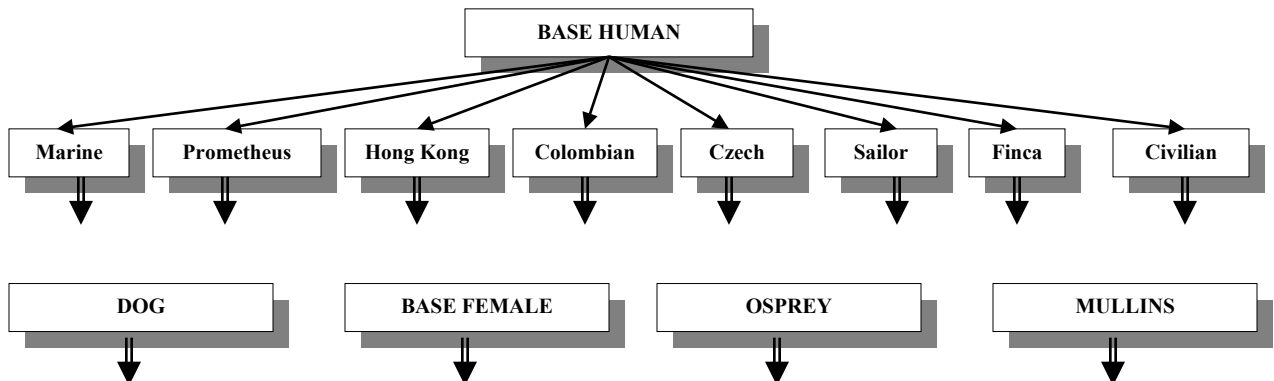 BASE HUMAN
Marine Prometheus Hong Kong Colombian Czech Sailor Finca Civilian
DOG BASE FEMALE OSPREY MULLINS